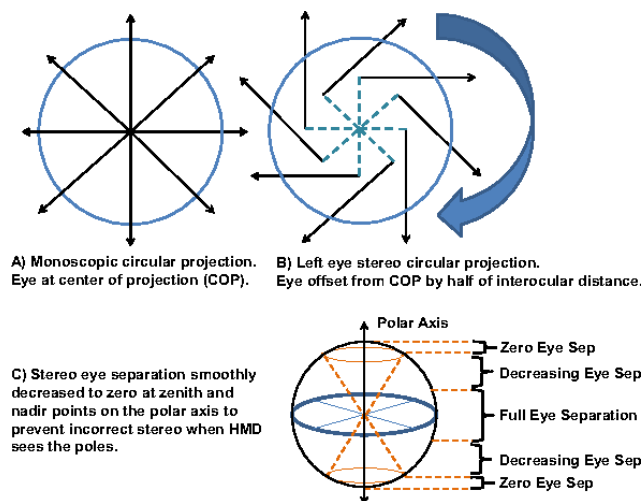 A) Monoscopic circular projection.
Eye at center of projection (COP).
B) Left eye stereo circular projection.
Eye offset from COP by half of interocular distance.
Polar Axis
C) Stereo eye separation smoothly
decreased to zero at zenith and
nadir points on the polar axis to
prevent incorrect stereo when HMD
sees the poles.
Zero Eye Sep
Decreasing Eye Sep
Full Eye Separation
Decreasing Eye Sep
Zero Eye Sep